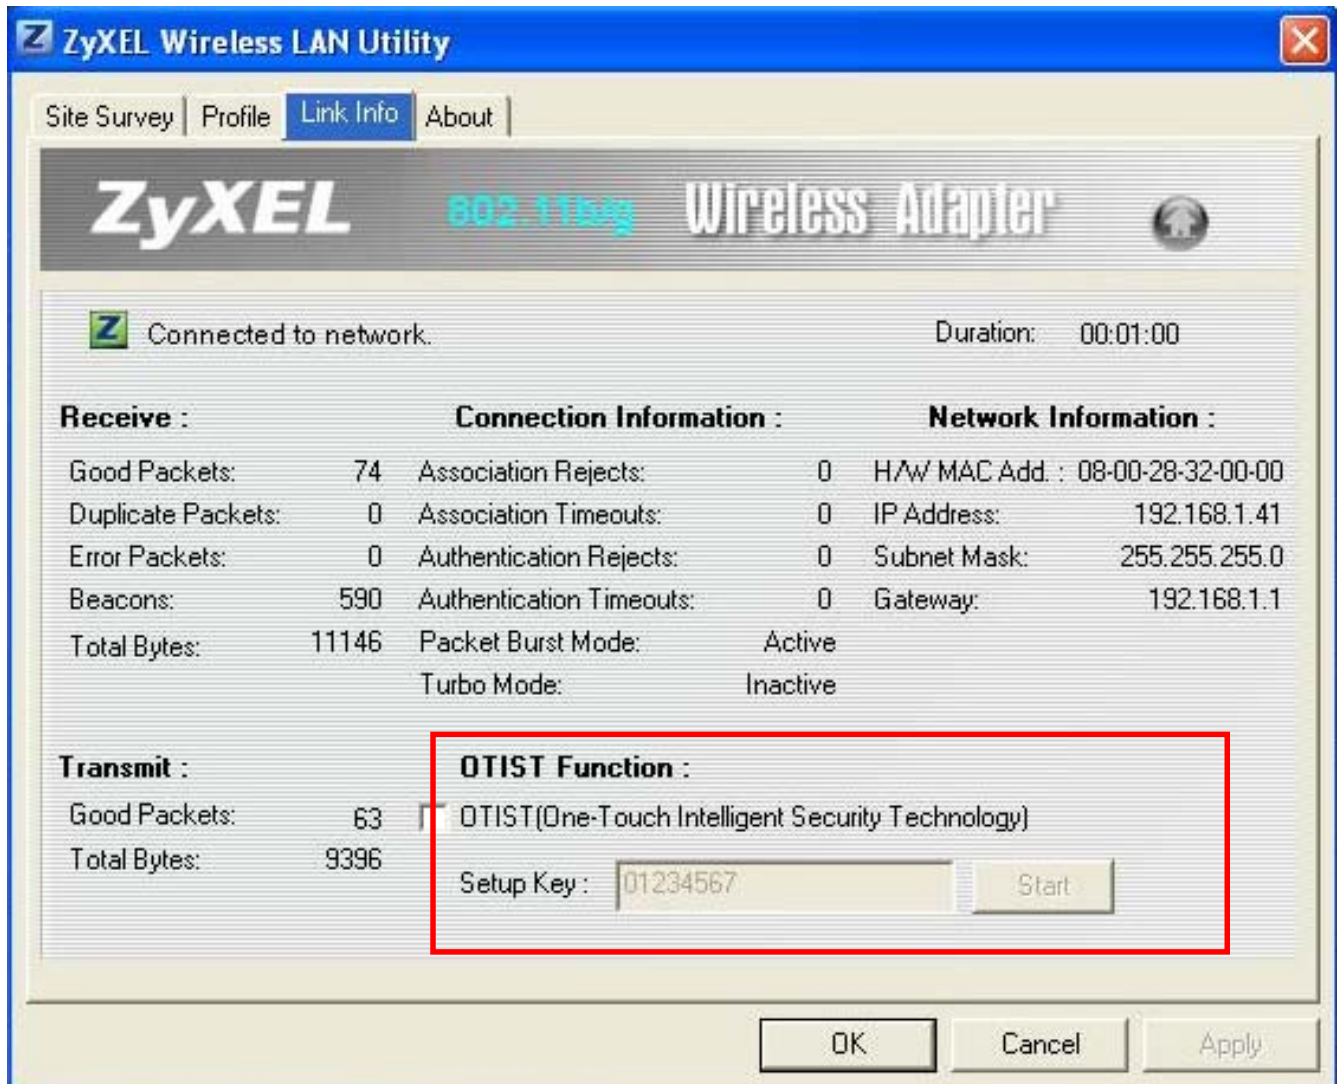 ZyXEL Wireless LAN Utility
Site Survey Profile Link Info About
ZyXEL 802.11b/g Wireless Adapter
Z Connected to network. Duration: 00:01:00
Receive : Connection Information : Network Information :
Good Packets: 74 Association Rejects: 0 H/W MAC Add. : 08-00-28-32-00-00
Duplicate Packets: 0 Association Timeouts: 0 IP Address: 192.168.1.41
Error Packets: 0 Authentication Rejects: 0 Subnet Mask: 255.255.255.0
Beacons: 590 Authentication Timeouts: 0 Gateway: 192.168.1.1
Total Bytes: 11146 Packet Burst Mode: Active
Turbo Mode: Inactive
Transmit : OTIST Function :
Good Packets: 63 OTIST(One-Touch Intelligent Security Technology)
Total Bytes: 9396 Setup Key : 01234567 Start
OK Cancel Apply